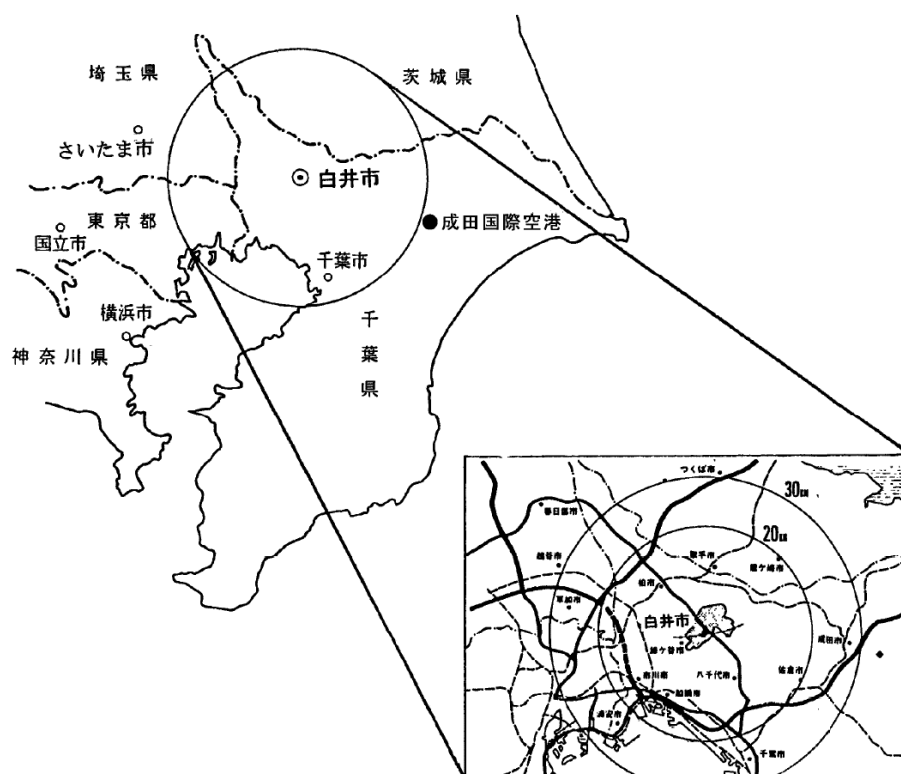 埼玉県
茨城県
さいたま市
白井市
東京都
成田国際空港
国立市
千葉市
横浜市
千葉県
神奈川県
つくば市
30KM
春日部市
20KM
越谷市
取手市
龍ケ崎市
柏市
草加市
白井市
鎌ケ谷市
成田市
市川市
八千代市
佐倉市
船橋市
浦安市
千葉市